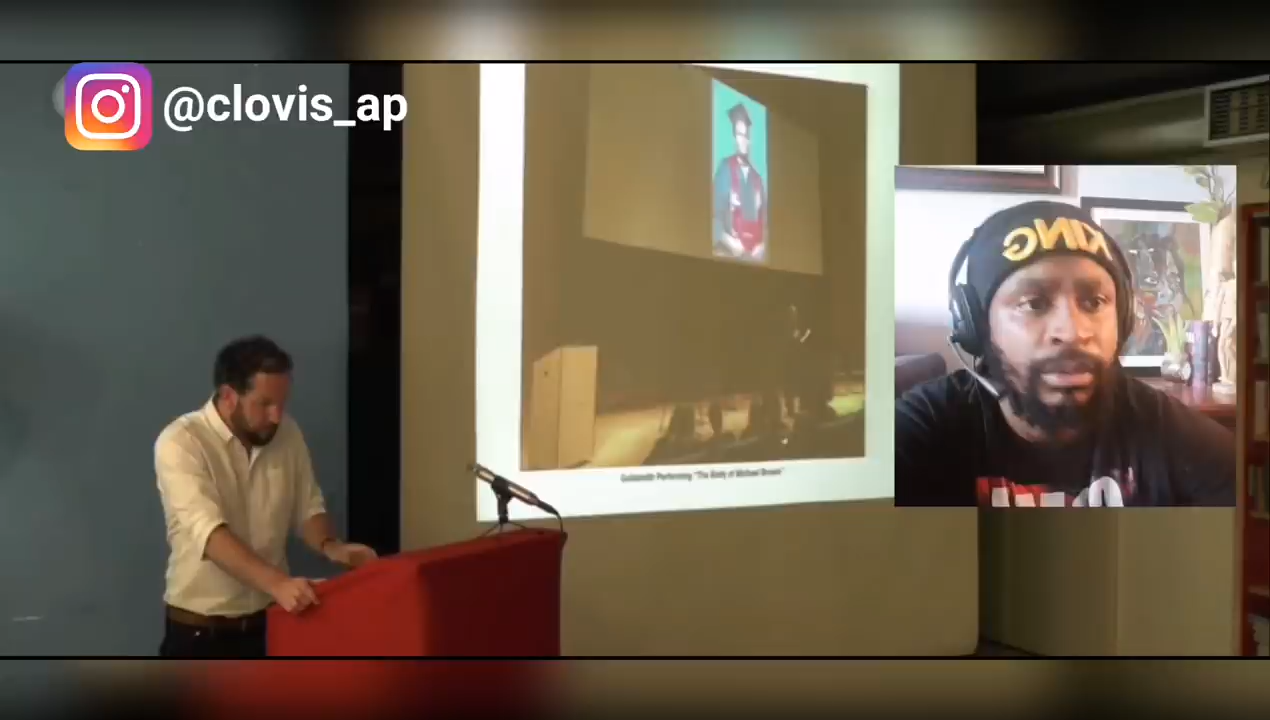 @clovis_ap
KING
Goldsmith Performing "The Body of Michael Brown"